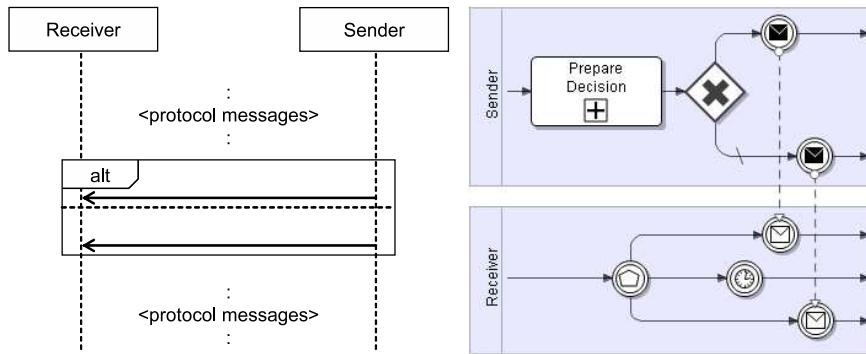 Receiver
Sender
:
<protocol messages>
:
alt
:
<protocol messages>
:
Sender
Prepare
Decision
Receiver